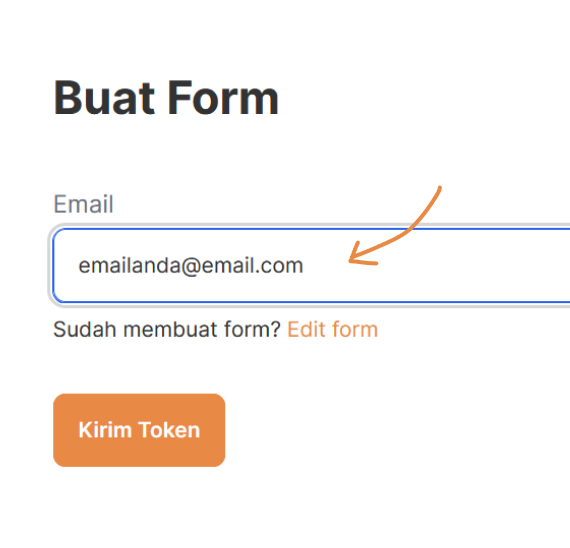 Buat Form
Email
emailanda@email.com
Sudah membuat form? Edit form
Kirim Token